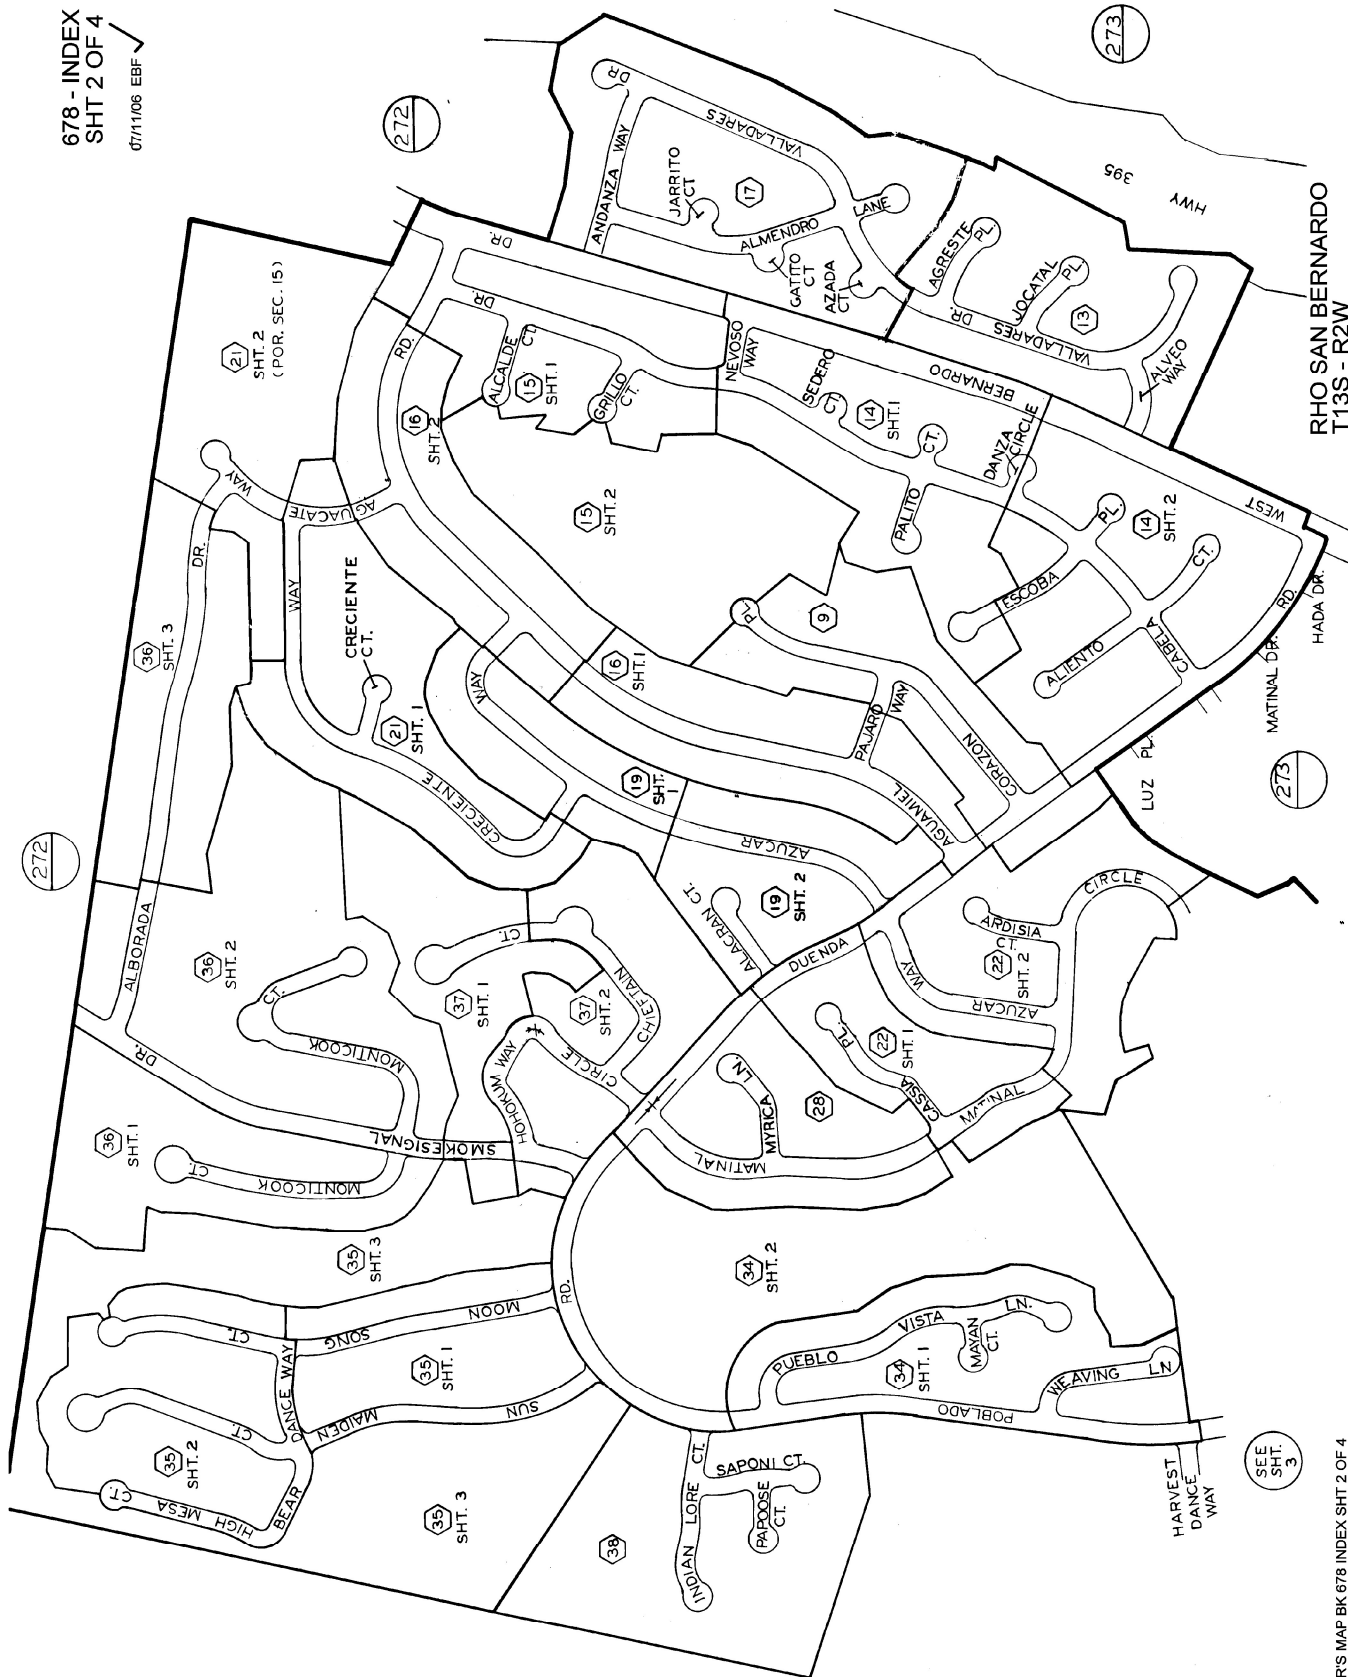 678 - INDEX
SHT 2 OF 4
07/11/06 EBF
272
273
DR
ANDANZA WAY
VALLADARES
JARRITO
CT
17
ALMENDRO
LANE
GATITO
CT
AZADA
CT.
AGRESTE
PL.
JOCATAL
PL.
13
VALLADARES
DR.
ALVEO
WAY
HWY 395
RHO SAN BERNARDO
T13S - R2W
21
SHT. 2
(POR. SEC. 15)
DR.
RD.
DR.
ALCALDE CT.
15
SHT. 1
GRILLO
CT.
16
SHT. 2
NEVOSO
WAY
SEDERO
CT.
14
SHT.1
BERNARDO
CT.
DANZA
CIRCLE
PALITO
15
SHT. 2
PL.
14
SHT. 2
WEST
CT.
ESCOBA
ALIENTO
CABELA
RD.
HADA DR.
MATINAL DR.
LUZ PL.
273
WAY
AGUACATE
DR.
WAY
36
SHT. 3
CRECIENTE
CT.
21
SHT. 1
CRECIENTE
WAY
16
SHT.1
PL.
9
PAJARO
WAY
CORAZON
AGUAMIEL
19
SHT.
1
AZUCAR
19
SHT. 2
ALACRAN CT.
DUENDA
272
ALBORADA
36
SHT. 2
CT.
MONTICOOK
DR.
CT.
37
SHT. 1
37
SHT. 2
CHIEFTAIN
CIRCLE
HOHOKUM WAY
SMOKESIGNAL
36
SHT. 1
CT.
MONTICOOK
CIRCLE
ARDISIA
CT.
22
SHT. 2
WAY
AZUCAR
PL.
22
SHT. 1
CASSIA
MATINAL
LN.
MYRICA
28
MATINAL
35
SHT. 3
34
SHT. 2
RD.
MOON
SONG
CT.
DANCE WAY
35
SHT. 1
SUN
MAIDEN
CT.
35
SHT. 2
CT.
HIGH MESA
BEAR
35
SHT. 3
PUEBLO
VISTA
LN.
MAYAN
CT.
34
SHT. 1
WEAVING
LN
POBLADO
INDIAN LORE CT.
SAPONI CT.
PAPOOSE
CT.
38
HARVEST
DANCE
WAY
SEE
SHT.
3
R'S MAP BK 678 INDEX SHT 2 OF 4